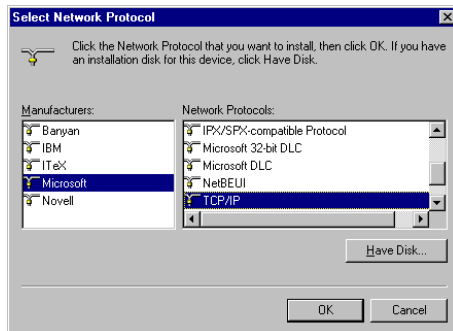 Select Network Protocol
Click the Network Protocol that you want to install, then click OK. If you have
an installation disk for this device, click Have Disk.
Manufacturers:
Banyan
IBM
ITeX
Microsoft
Novell
Network Protocols:
IPX/SPX-compatible Protocol
Microsoft 32-bit DLC
Microsoft DLC
NetBEUI
TCP/IP
Have Disk...
OK
Cancel